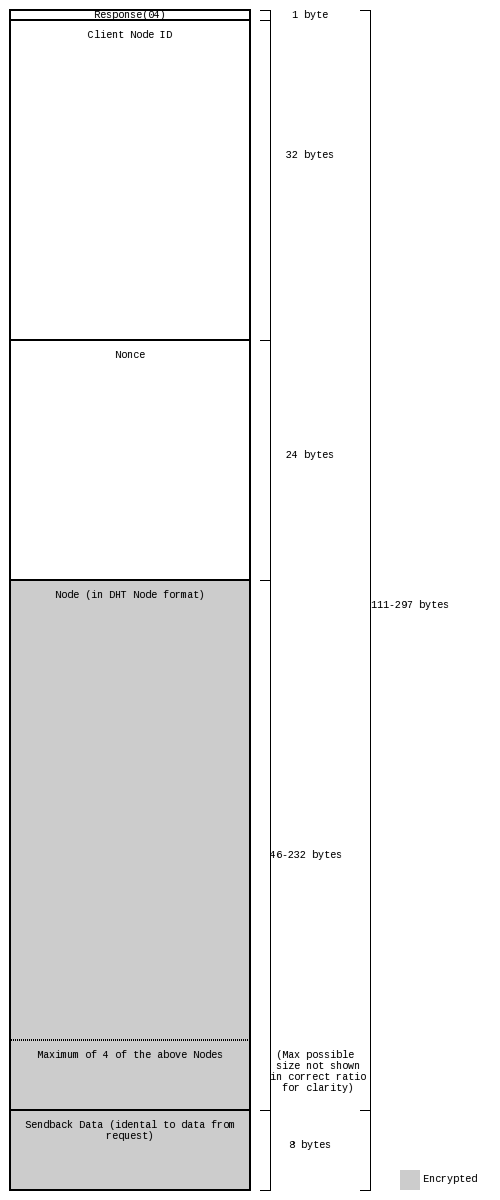 Response(04)
1 byte
Client Node ID
32 bytes
Nonce
24 bytes
Node (in DHT Node format)
111-297 bytes
46-232 bytes
Maximum of 4 of the above Nodes
(Max possible
size not shown
in correct ratio
for clarity)
Sendback Data (idental to data from
request)
8 bytes
Encrypted